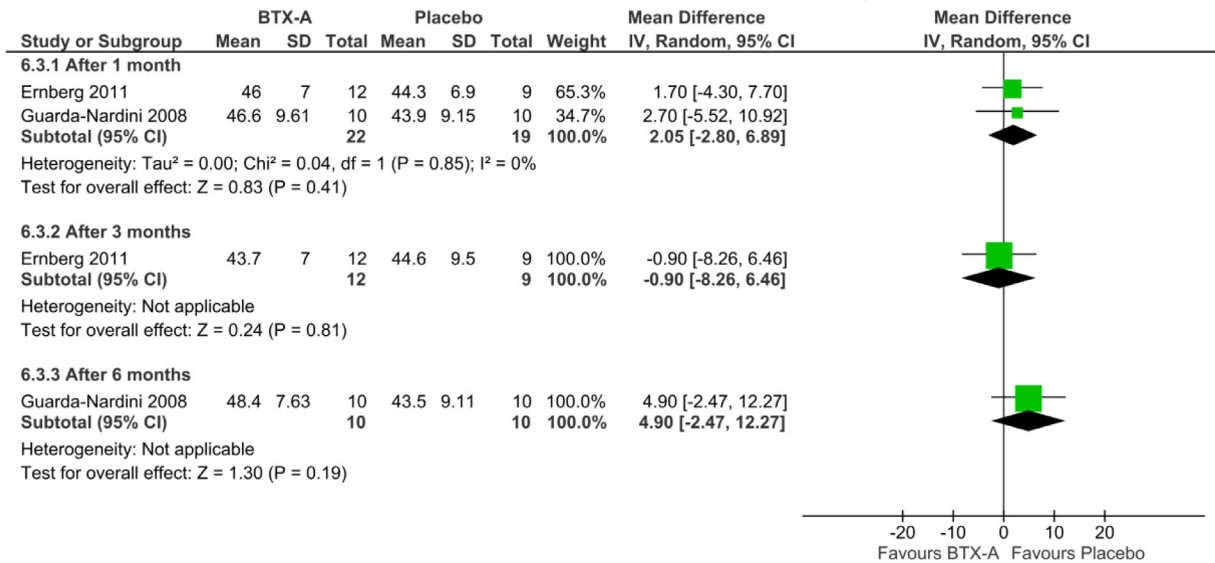 BTX-A Placebo Mean Difference Mean Difference
Study or Subgroup Mean SD Total Mean SD Total Weight IV, Random, 95% CI IV, Random, 95% CI
6.3.1 After 1 month
Ernberg 2011 46 7 12 44.3 6.9 9 65.3% 1.70 [-4.30, 7.70]
Guarda-Nardini 2008 46.6 9.61 10 43.9 9.15 10 34.7% 2.70 [-5.52, 10.92]
Subtotal (95% CI) 22 19 100.0% 2.05 [-2.80, 6.89]
Heterogeneity: Tau² = 0.00; Chi² = 0.04, df = 1 (P = 0.85); I² = 0%
Test for overall effect: Z = 0.83 (P = 0.41)
6.3.2 After 3 months
Ernberg 2011 43.7 7 12 44.6 9.5 9 100.0% -0.90 [-8.26, 6.46]
Subtotal (95% CI) 12 9 100.0% -0.90 [-8.26, 6.46]
Heterogeneity: Not applicable
Test for overall effect: Z = 0.24 (P = 0.81)
6.3.3 After 6 months
Guarda-Nardini 2008 48.4 7.63 10 43.5 9.11 10 100.0% 4.90 [-2.47, 12.27]
Subtotal (95% CI) 10 10 100.0% 4.90 [-2.47, 12.27]
Heterogeneity: Not applicable
Test for overall effect: Z = 1.30 (P = 0.19)
-20 -10 0 10 20
Favours BTX-A Favours Placebo